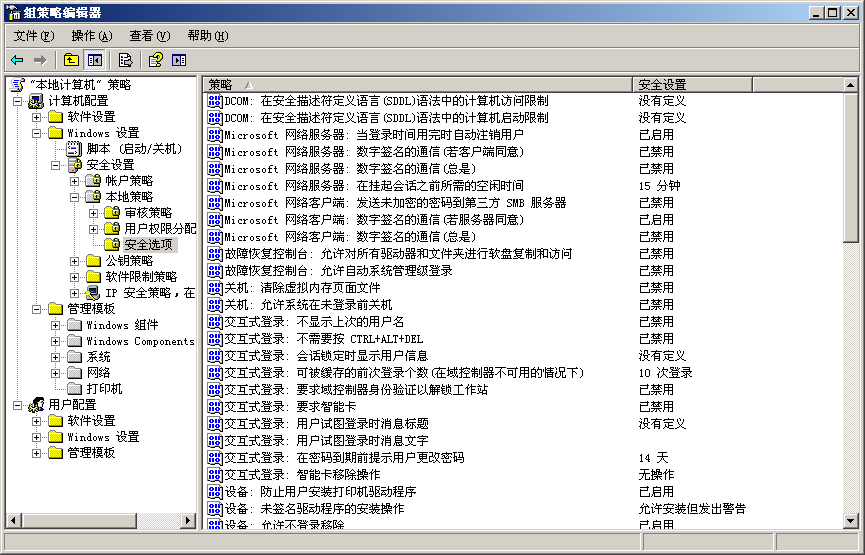 组策略编辑器
文件(F) 操作(A) 查看(V) 帮助(H)
"本地计算机" 策略
计算机配置
软件设置
Windows 设置
脚本 (启动/关机)
安全设置
帐户策略
本地策略
审核策略
用户权限分配
安全选项
公钥策略
软件限制策略
IP 安全策略，在
管理模板
Windows 组件
Windows Components
系统
网络
打印机
用户配置
软件设置
Windows 设置
管理模板
策略 安全设置
DCOM: 在安全描述符定义语言(SDDL)语法中的计算机访问限制 没有定义
DCOM: 在安全描述符定义语言(SDDL)语法中的计算机启动限制 没有定义
Microsoft 网络服务器: 当登录时间用完时自动注销用户 已启用
Microsoft 网络服务器: 数字签名的通信(若客户端同意) 已禁用
Microsoft 网络服务器: 数字签名的通信(总是) 已禁用
Microsoft 网络服务器: 在挂起会话之前所需的空闲时间 15 分钟
Microsoft 网络客户端: 发送未加密的密码到第三方 SMB 服务器 已禁用
Microsoft 网络客户端: 数字签名的通信(若服务器同意) 已启用
Microsoft 网络客户端: 数字签名的通信(总是) 已禁用
故障恢复控制台: 允许对所有驱动器和文件夹进行软盘复制和访问 已禁用
故障恢复控制台: 允许自动系统管理级登录 已禁用
关机: 清除虚拟内存页面文件 已禁用
关机: 允许系统在未登录前关机 已禁用
交互式登录: 不显示上次的用户名 已禁用
交互式登录: 不需要按 CTRL+ALT+DEL 已禁用
交互式登录: 会话锁定时显示用户信息 没有定义
交互式登录: 可被缓存的前次登录个数(在域控制器不可用的情况下) 10 次登录
交互式登录: 要求域控制器身份验证以解锁工作站 已禁用
交互式登录: 要求智能卡 已禁用
交互式登录: 用户试图登录时消息标题 没有定义
交互式登录: 用户试图登录时消息文字
交互式登录: 在密码到期前提示用户更改密码 14 天
交互式登录: 智能卡移除操作 无操作
设备: 防止用户安装打印机驱动程序 已启用
设备: 未签名驱动程序的安装操作 允许安装但发出警告
设备: 允许不登录移除 已启用